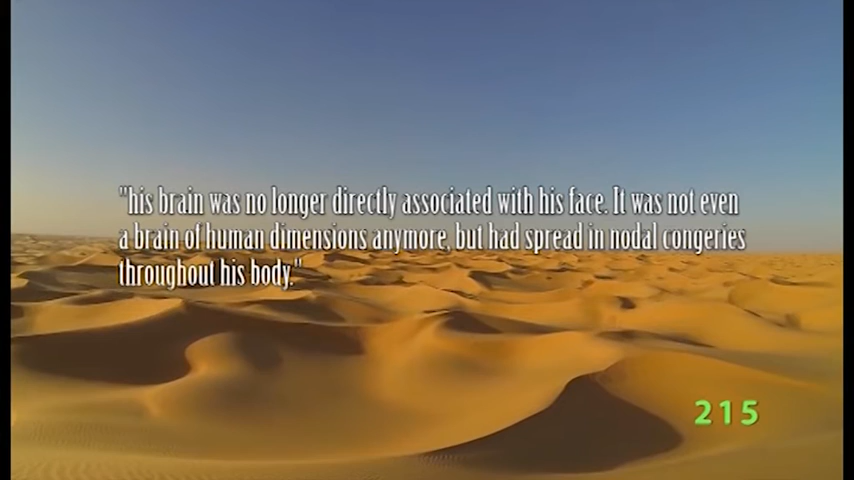 "his brain was no longer directly associated with his face. It was not even
a brain of human dimensions anymore, but had spread in nodal congeries
throughout his body."
215